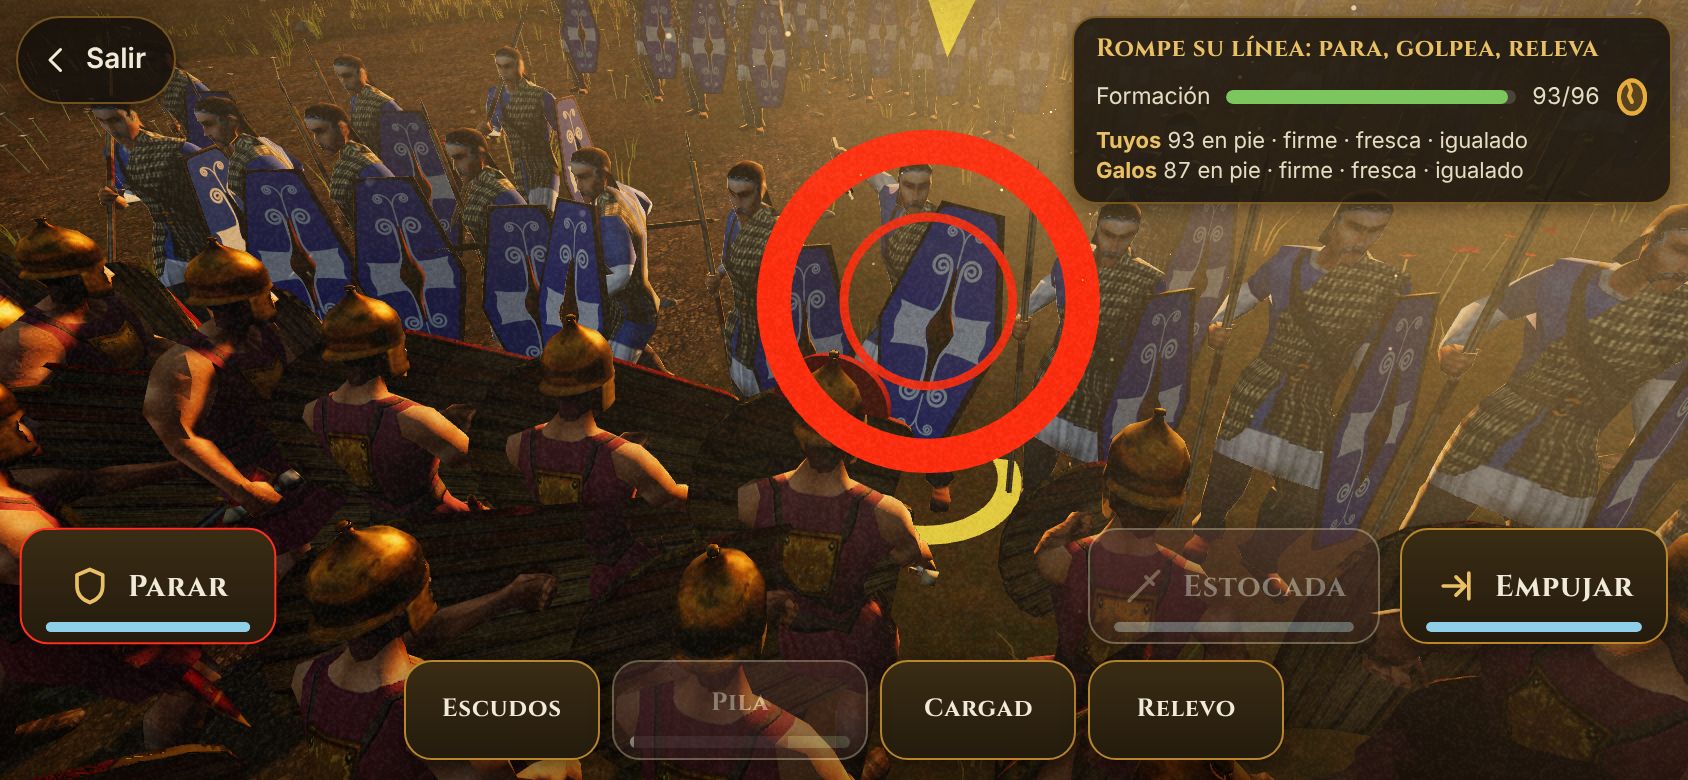 Salir
Rompe su línea: para, golpea, releva
Formación 93/96
Tuyos 93 en pie · firme · fresca · igualado
Galos 87 en pie · firme · fresca · igualado
Parar
Estocada
Empujar
Escudos
Pila
Cargad
Relevo